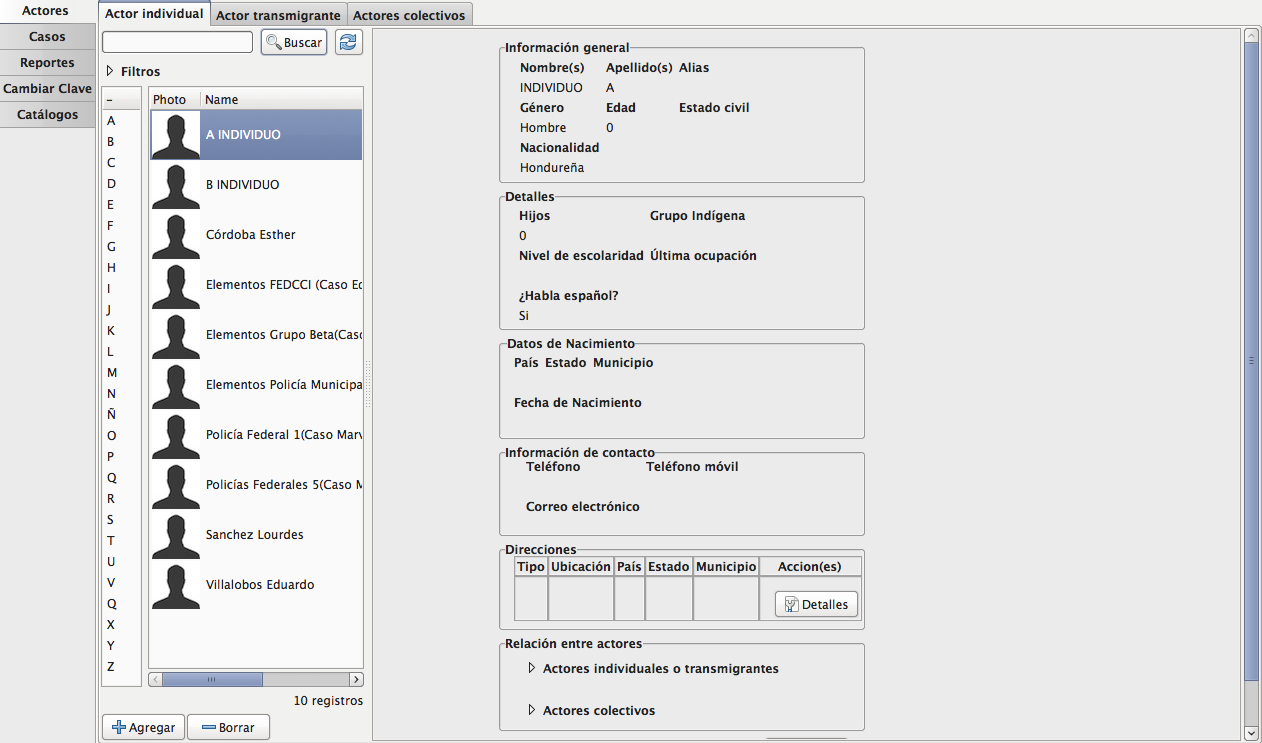 Actores
Casos
Reportes
Cambiar Clave
Catálogos
Actor individual Actor transmigrante Actores colectivos
Buscar
Filtros
–
A
B
C
D
E
F
G
H
I
J
K
L
M
N
Ñ
O
P
Q
R
S
T
U
V
Q
X
Y
Z
Photo Name
A INDIVIDUO
B INDIVIDUO
Córdoba Esther
Elementos FEDCCI (Caso Ec
Elementos Grupo Beta(Caso
Elementos Policía Municipa
Policía Federal 1(Caso Marv
Policías Federales 5(Caso M
Sanchez Lourdes
Villalobos Eduardo
10 registros
Agregar Borrar
Información general
Nombre(s) Apellido(s) Alias
INDIVIDUO A
Género Edad Estado civil
Hombre 0
Nacionalidad
Hondureña
Detalles
Hijos Grupo Indígena
0
Nivel de escolaridad Última ocupación
¿Habla español?
Si
Datos de Nacimiento
País Estado Municipio
Fecha de Nacimiento
Información de contacto
Teléfono Teléfono móvil
Correo electrónico
Direcciones
Tipo Ubicación País Estado Municipio Accion(es)
Detalles
Relación entre actores
Actores individuales o transmigrantes
Actores colectivos